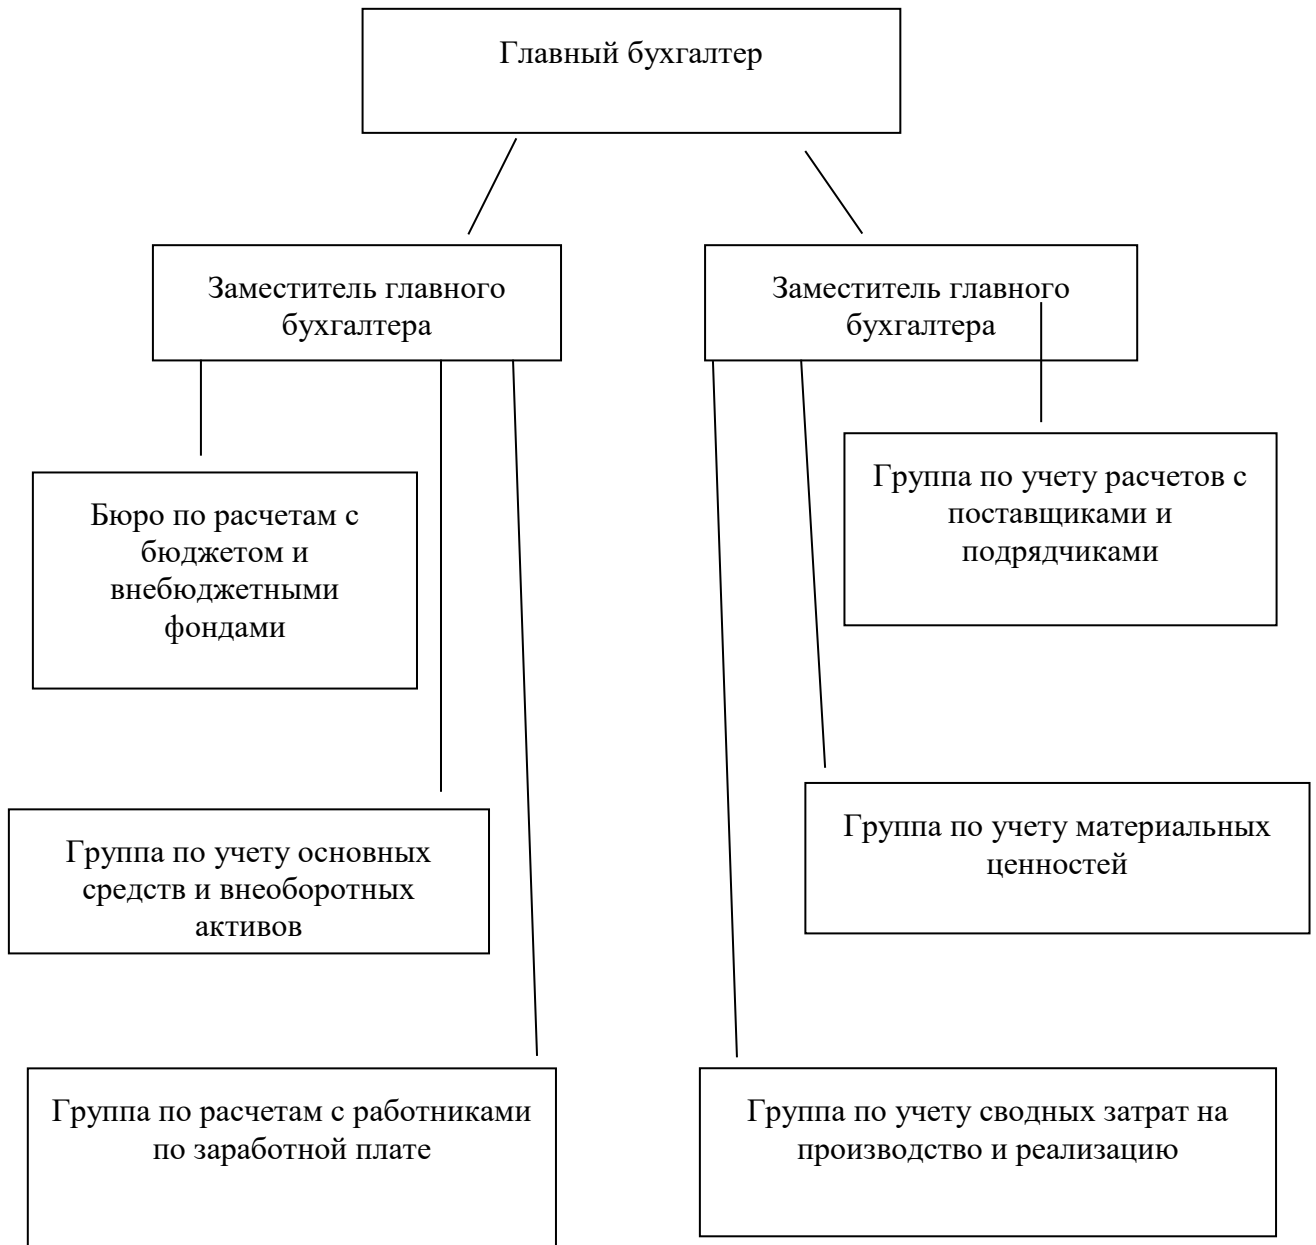 Главный бухгалтер
Заместитель главного
бухгалтера
Заместитель главного
бухгалтера
Бюро по расчетам с
бюджетом и
внебюджетными
фондами
Группа по учету расчетов с
поставщиками и
подрядчиками
Группа по учету основных
средств и внеоборотных
активов
Группа по учету материальных
ценностей
Группа по расчетам с работниками
по заработной плате
Группа по учету сводных затрат на
производство и реализацию